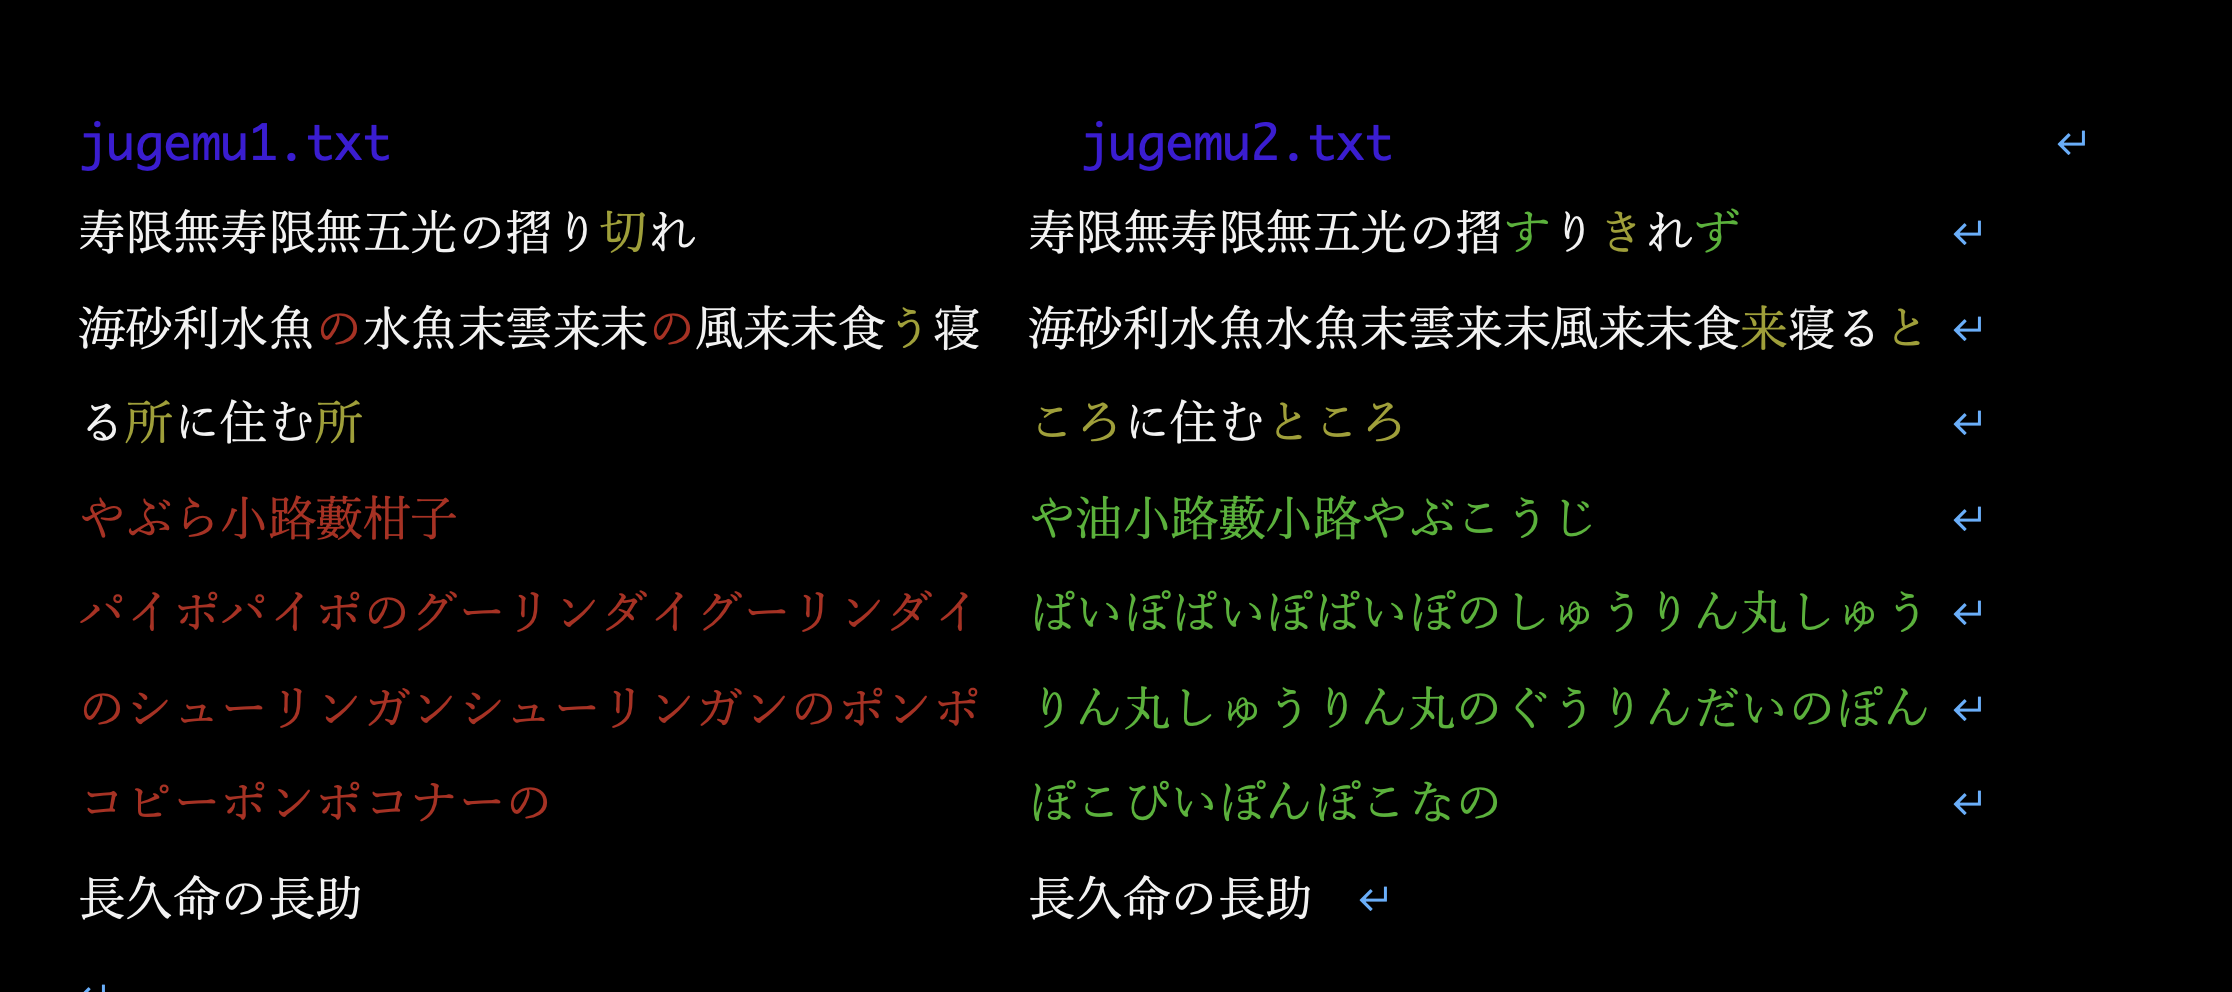 jugemu1.txt jugemu2.txt ↵
寿限無寿限無五光の摺り切れ 寿限無寿限無五光の摺すりきれず ↵
海砂利水魚の水魚末雲来末の風来末食う寝 海砂利水魚水魚末雲来末風来末食来寝ると ↵
る所に住む所 ころに住むところ ↵
やぶら小路藪柑子 や油小路藪小路やぶこうじ ↵
パイポパイポのグーリンダイグーリンダイ ぱいぽぱいぽぱいぽのしゅうりん丸しゅう ↵
のシューリンガンシューリンガンのポンポ りん丸しゅうりん丸のぐうりんだいのぽん ↵
コピーポンポコナーの ぽこぴいぽんぽこなの ↵
長久命の長助 長久命の長助 ↵
↵